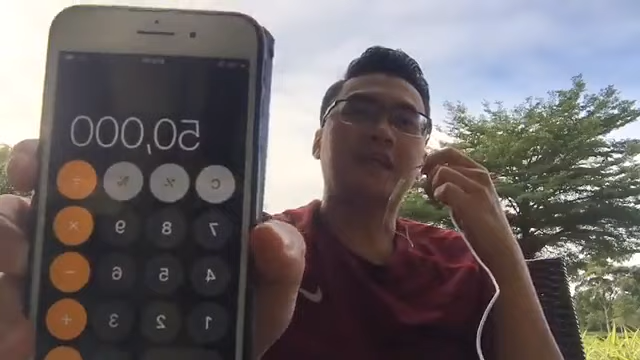 50,000
C ⁺/₋ % ÷
7 8 9 ×
4 5 6 −
1 2 3 +